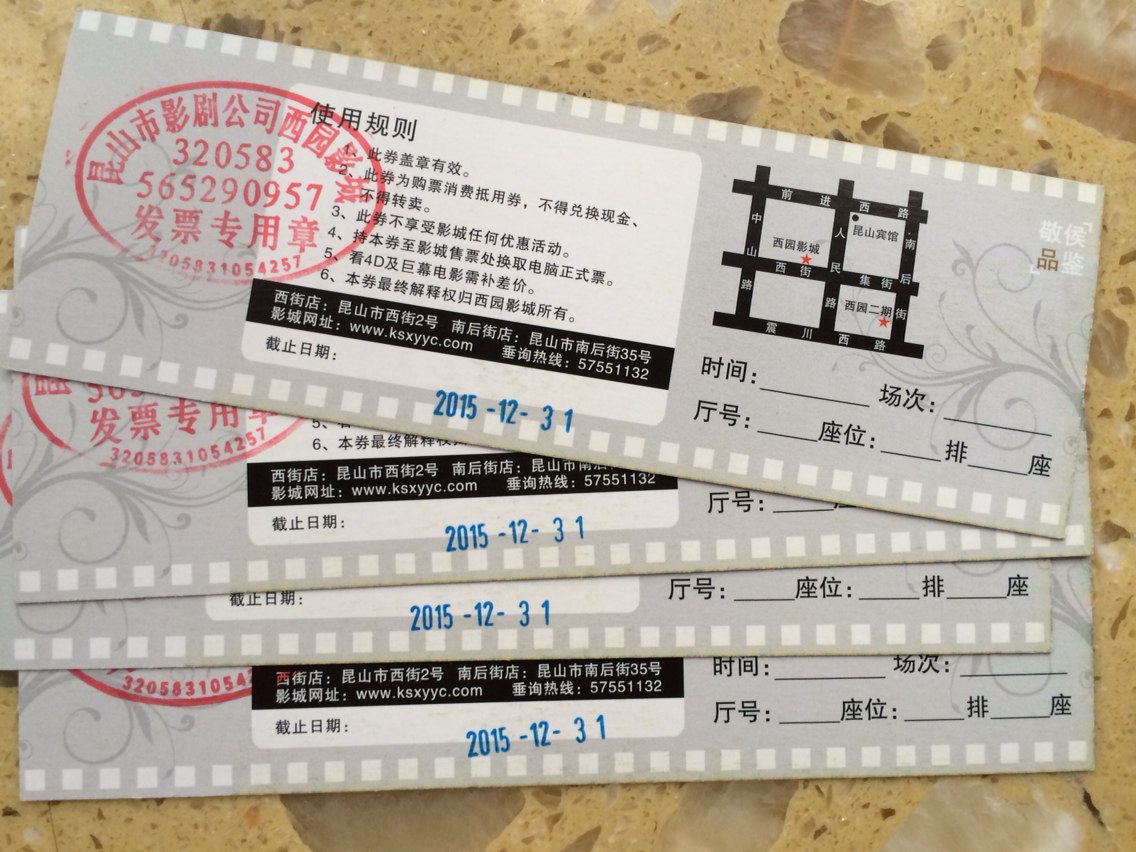 昆山市影剧公司西园影城
320583
565290957
发票专用章
3205831054257
使用规则
1、此券盖章有效。
2、此券为购票消费抵用券，不得兑换现金、
不得转卖。
3、此券不享受影城任何优惠活动。
4、持本券至影城售票处换取电脑正式票。
5、看4D及巨幕电影需补差价。
6、本券最终解释权归西园影城所有。
西街店：昆山市西街2号 南后街店：昆山市南后街35号
影城网址：www.ksxyyc.com 垂询热线：57551132
截止日期：
2015-12-31
前进西路
中山路
人民路
南后街
昆山宾馆
西园影城
西街
集街
西园二期
震川西路
敬侯
品鉴
时间：
场次：
厅号：
座位：
排
座
发票专用章
3205831054257
6、本券最终解释权
西街店：昆山市西街2号 南后街店：昆山市南后
影城网址：www.ksxyyc.com 垂询热线：57551132
截止日期：
2015-12-31
厅号：
截止日期：
2015-12-31
厅号：
座位：
排
座
3205831054
西街店：昆山市西街2号 南后街店：昆山市南后街35号
影城网址：www.ksxyyc.com 垂询热线：57551132
截止日期：
2015-12-31
时间：
场次：
厅号：
座位：
排
座